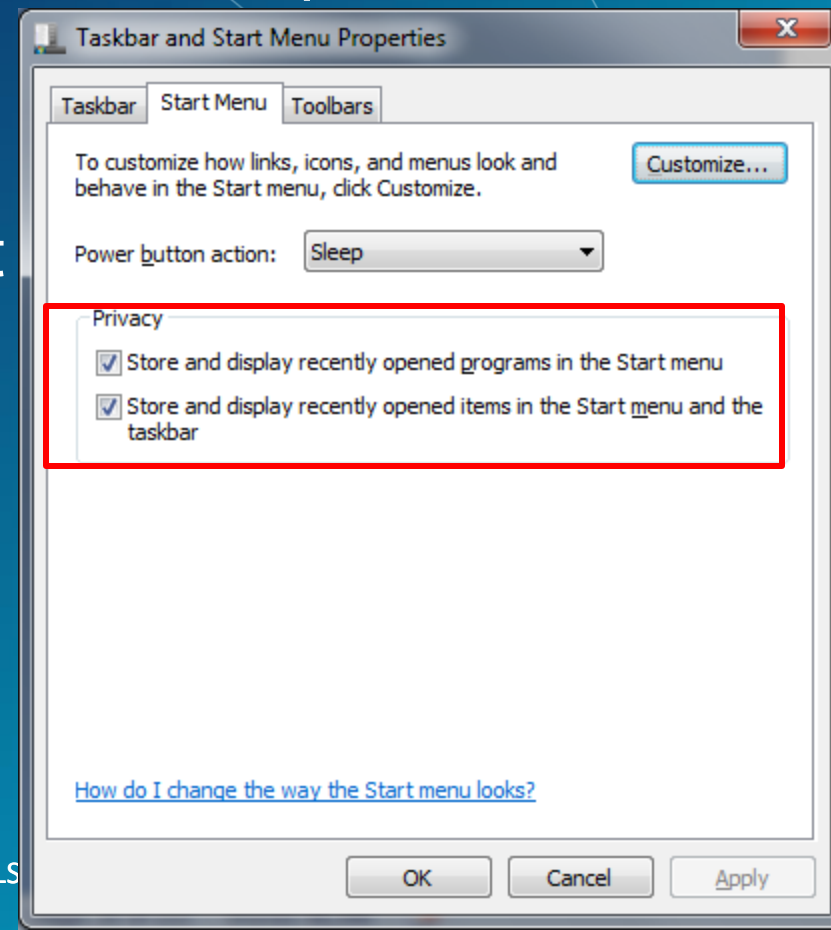 Taskbar and Start Menu Properties
Taskbar
Start Menu
Toolbars
To customize how links, icons, and menus look and
behave in the Start menu, click Customize.
Customize...
Power button action:
Sleep
Privacy
Store and display recently opened programs in the Start menu
Store and display recently opened items in the Start menu and the
taskbar
How do I change the way the Start menu looks?
OK
Cancel
Apply